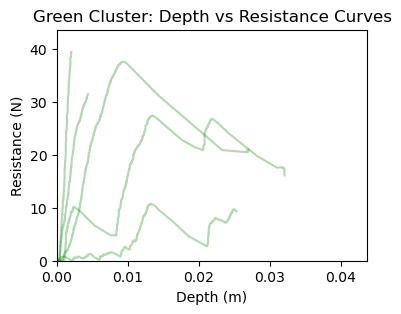 Green Cluster: Depth vs Resistance Curves
Resistance (N)
40
30
20
10
0
0.00 0.01 0.02 0.03 0.04
Depth (m)